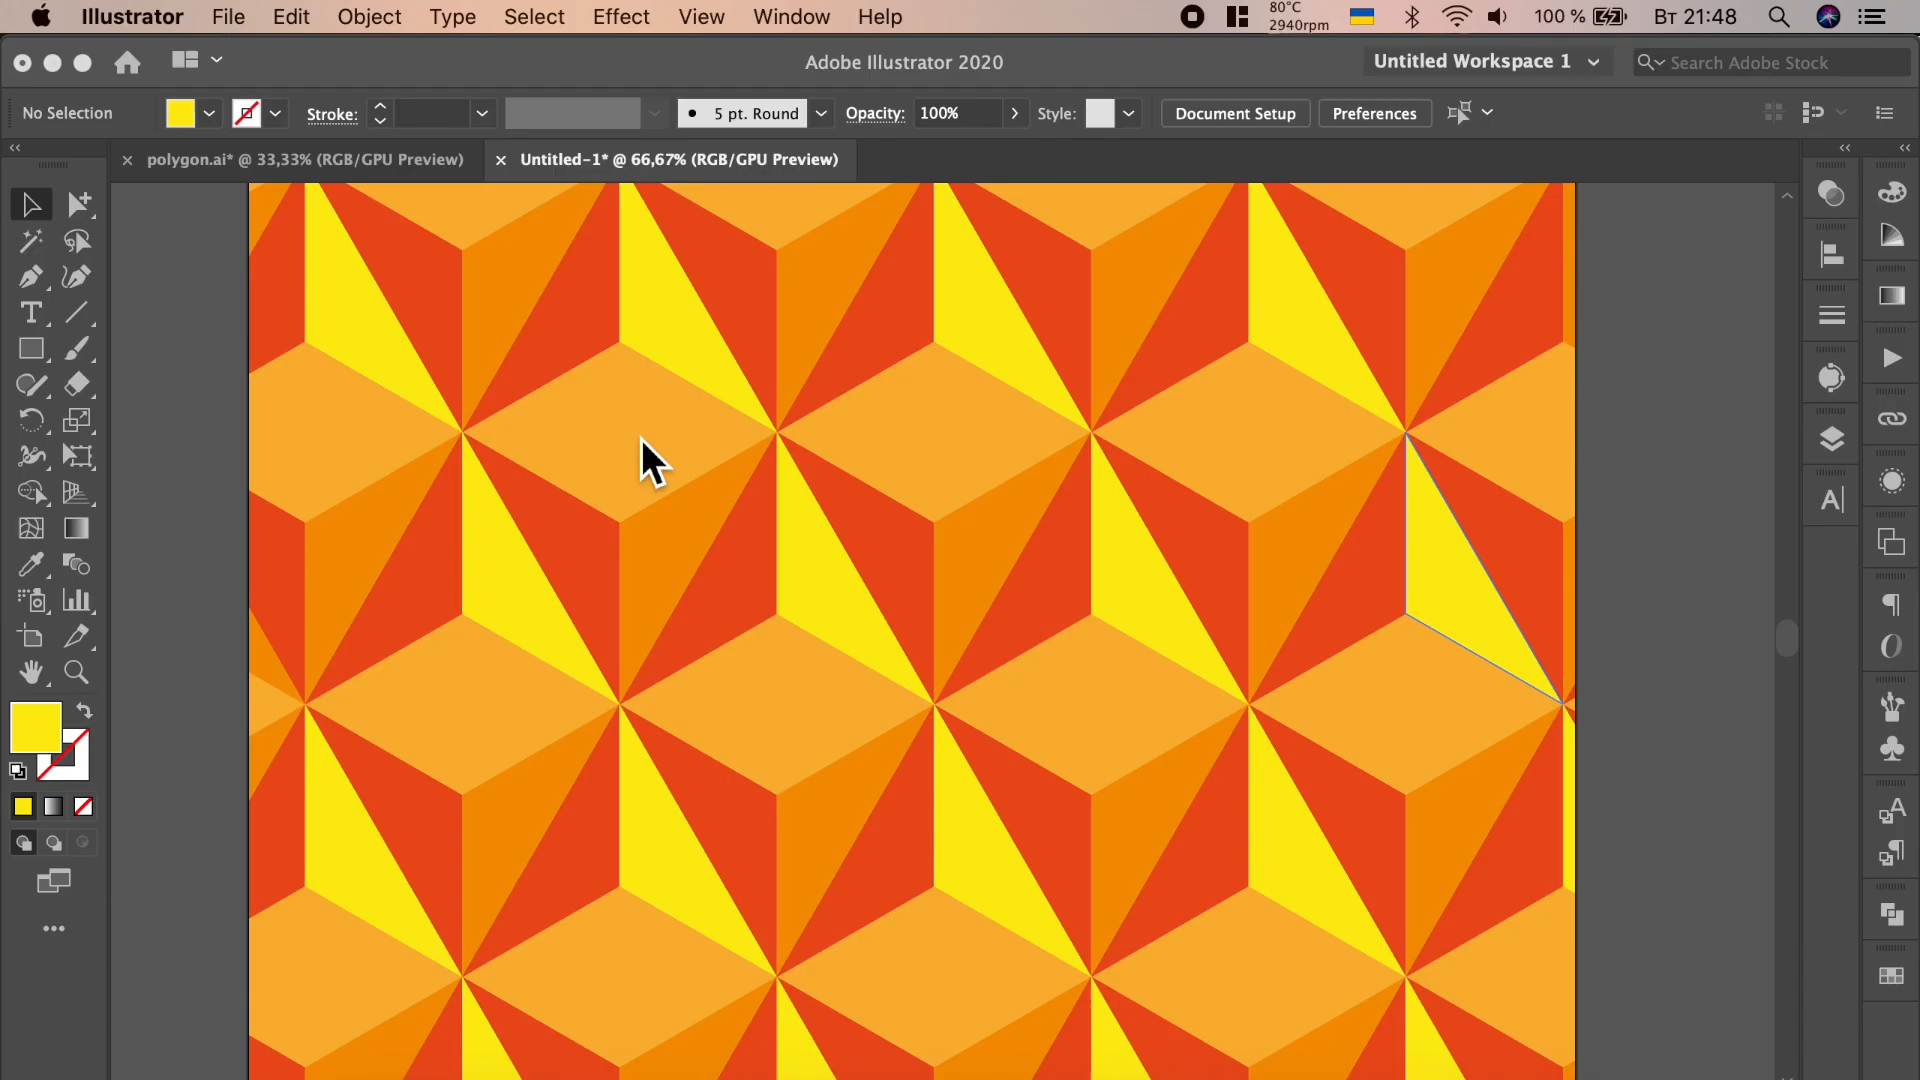 Illustrator File Edit Object Type Select Effect View Window Help 80°C 100 % Вт 21:48
2940rpm
Adobe Illustrator 2020 Untitled Workspace 1 Search Adobe Stock
No Selection Stroke: 5 pt. Round Opacity: 100% Style: Document Setup Preferences
polygon.ai* @ 33,33% (RGB/GPU Preview) Untitled-1* @ 66,67% (RGB/GPU Preview)